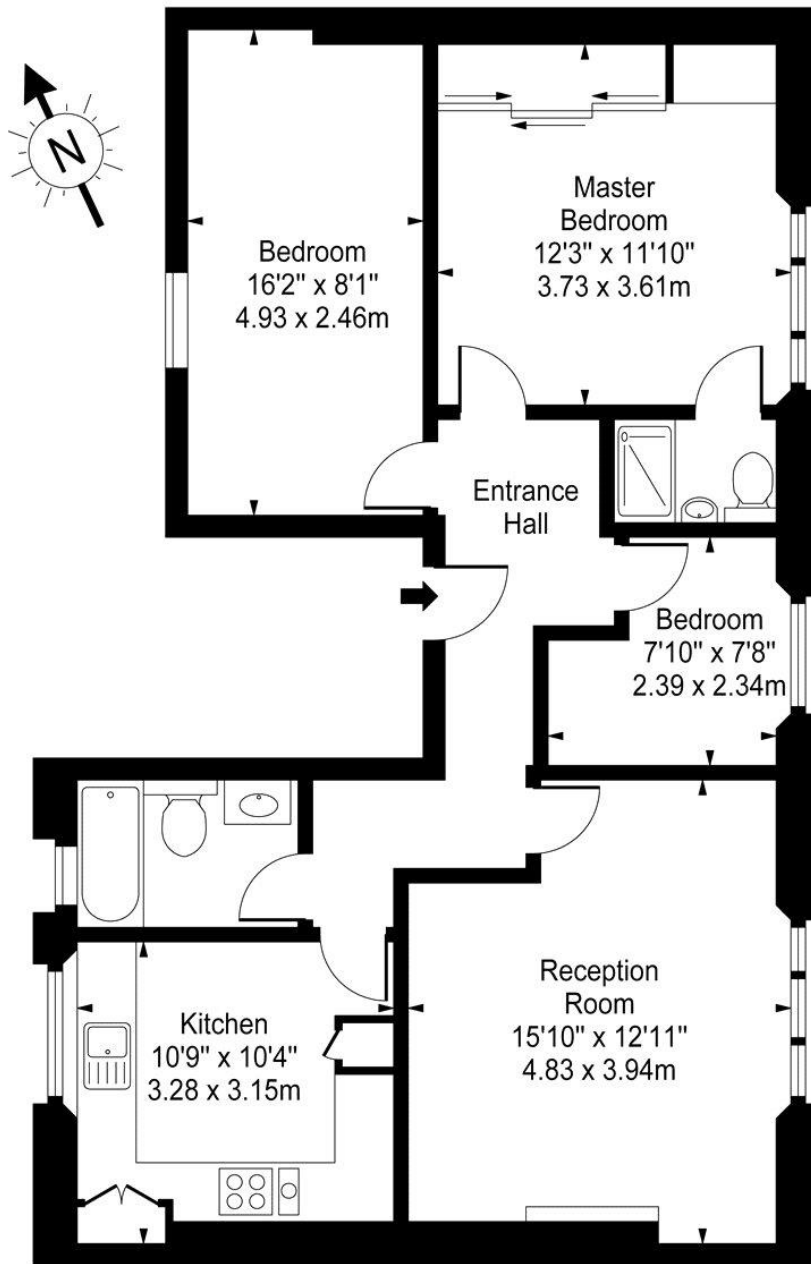 N
Bedroom
16'2" x 8'1"
4.93 x 2.46m
Master
Bedroom
12'3" x 11'10"
3.73 x 3.61m
Entrance
Hall
Bedroom
7'10" x 7'8"
2.39 x 2.34m
Kitchen
10'9" x 10'4"
3.28 x 3.15m
Reception
Room
15'10" x 12'11"
4.83 x 3.94m